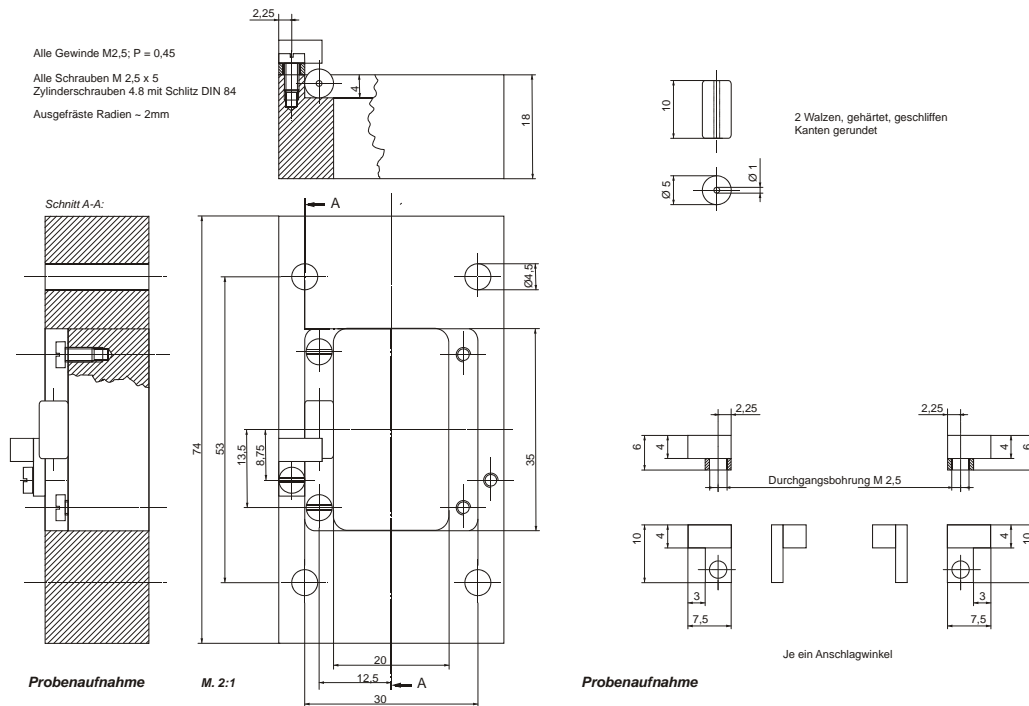 Alle Gewinde M2,5; P = 0,45
Alle Schrauben M 2,5 x 5
Zylinderschrauben 4.8 mit Schlitz DIN 84
Ausgefräste Radien ~ 2mm
2,25
4
18
10
2 Walzen, gehärtet, geschliffen
Kanten gerundet
Ø 5
Ø 1
Schnitt A-A:
A
Ø4,5
74
53
13,5
8,75
35
20
12,5
A
30
2,25
2,25
6
4
4
6
Durchgangsbohrung M 2,5
10
4
4
10
3
7,5
3
7,5
Je ein Anschlagwinkel
Probenaufnahme
M. 2:1
Probenaufnahme